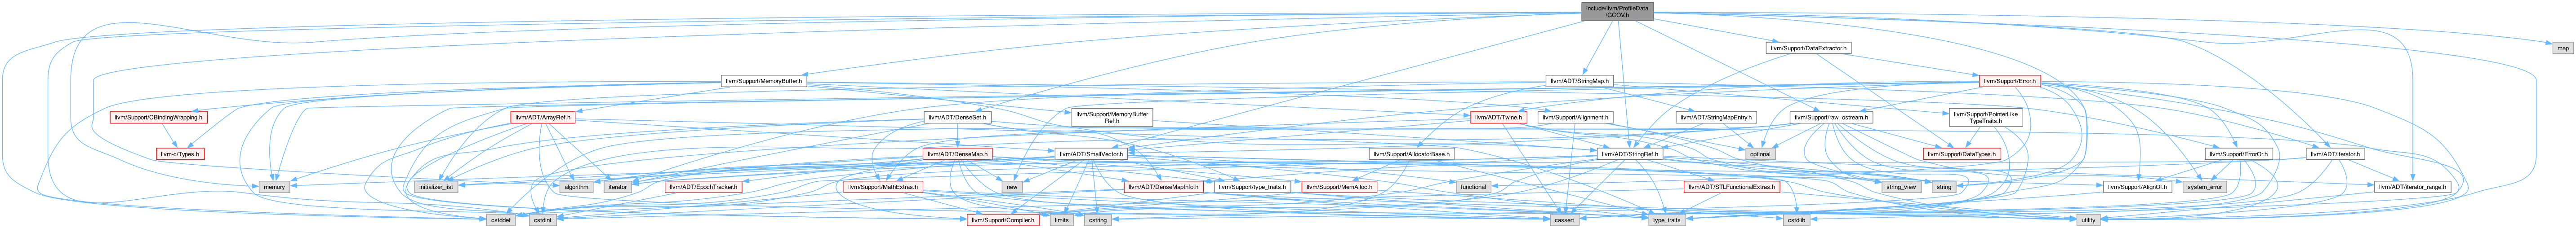 include/llvm/ProfileData
/GCOV.h
llvm/Support/DataExtractor.h
map
llvm/Support/MemoryBuffer.h
llvm/ADT/StringMap.h
llvm/Support/Error.h
llvm/Support/CBindingWrapping.h
llvm/ADT/ArrayRef.h
llvm/ADT/DenseSet.h
llvm/Support/MemoryBuffer
Ref.h
llvm/ADT/Twine.h
llvm/Support/Alignment.h
llvm/ADT/StringMapEntry.h
llvm/Support/raw_ostream.h
llvm/Support/PointerLike
TypeTraits.h
llvm-c/Types.h
llvm/ADT/DenseMap.h
llvm/ADT/SmallVector.h
llvm/Support/AllocatorBase.h
optional
llvm/ADT/StringRef.h
llvm/Support/DataTypes.h
llvm/Support/ErrorOr.h
llvm/ADT/iterator.h
memory
initializer_list
algorithm
iterator
llvm/ADT/EpochTracker.h
llvm/Support/MathExtras.h
new
llvm/ADT/DenseMapInfo.h
llvm/Support/type_traits.h
llvm/Support/MemAlloc.h
functional
string_view
llvm/ADT/STLFunctionalExtras.h
string
llvm/Support/AlignOf.h
system_error
llvm/ADT/iterator_range.h
memory
cstddef
cstdint
llvm/Support/Compiler.h
limits
cstring
cassert
type_traits
cstdlib
utility